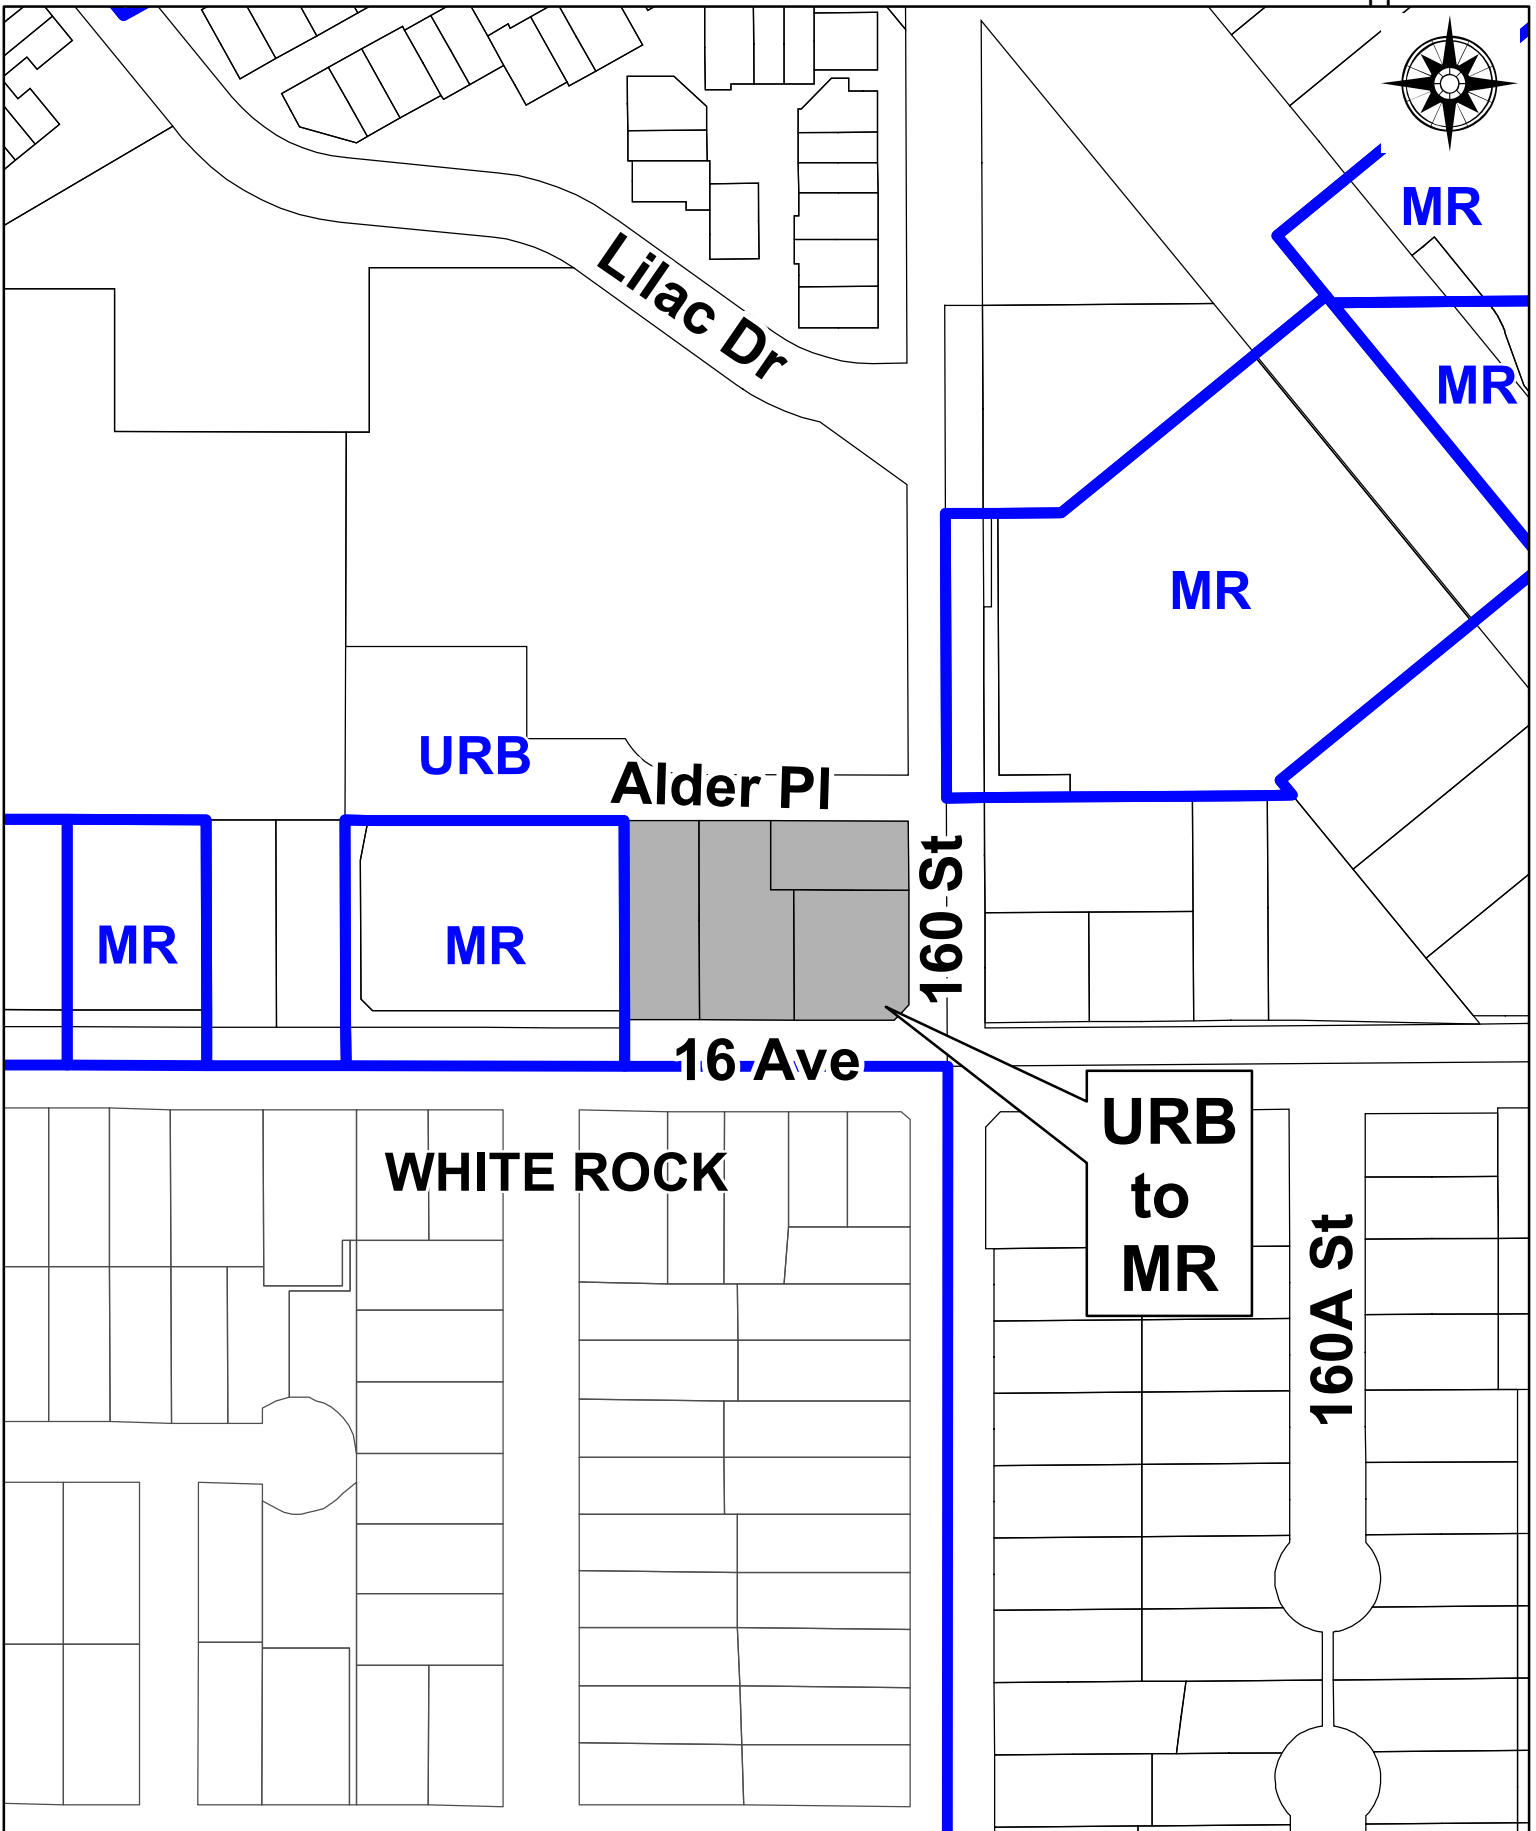 MR
Lilac Dr
MR
MR
URB
Alder Pl
160 St
MR
MR
16 Ave
URB
to
MR
WHITE ROCK
160A St